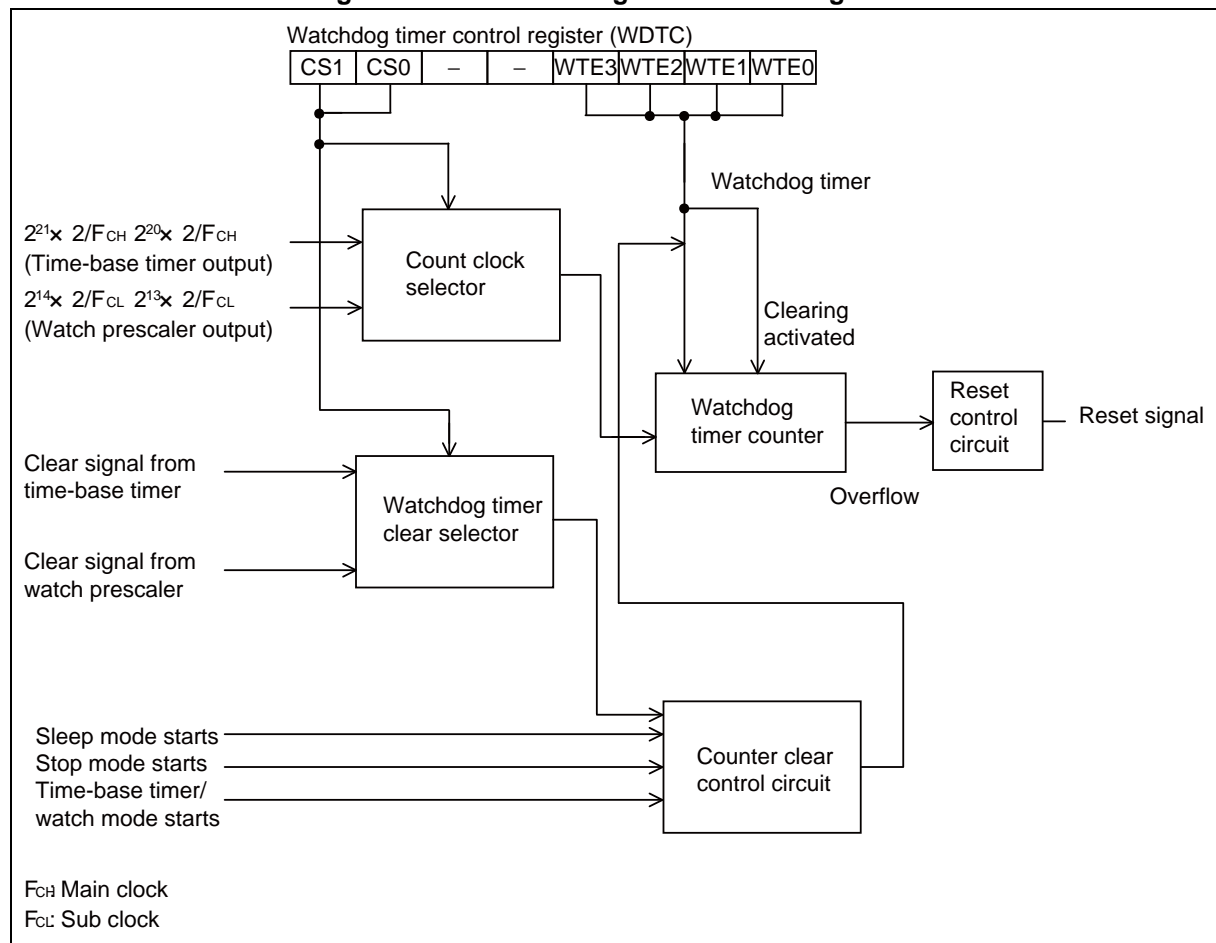 Watchdog timer control register (WDTC)
CS1 CS0 – – WTE3 WTE2 WTE1 WTE0
Watchdog timer
2²¹× 2/FCH 2²⁰× 2/FCH
(Time-base timer output)
2¹⁴× 2/FCL 2¹³× 2/FCL
(Watch prescaler output)
Count clock
selector
Clearing
activated
Watchdog
timer counter
Reset
control
circuit
Reset signal
Overflow
Clear signal from
time-base timer
Watchdog timer
clear selector
Clear signal from
watch prescaler
Sleep mode starts
Stop mode starts
Time-base timer/
watch mode starts
Counter clear
control circuit
FCH: Main clock
FCL: Sub clock